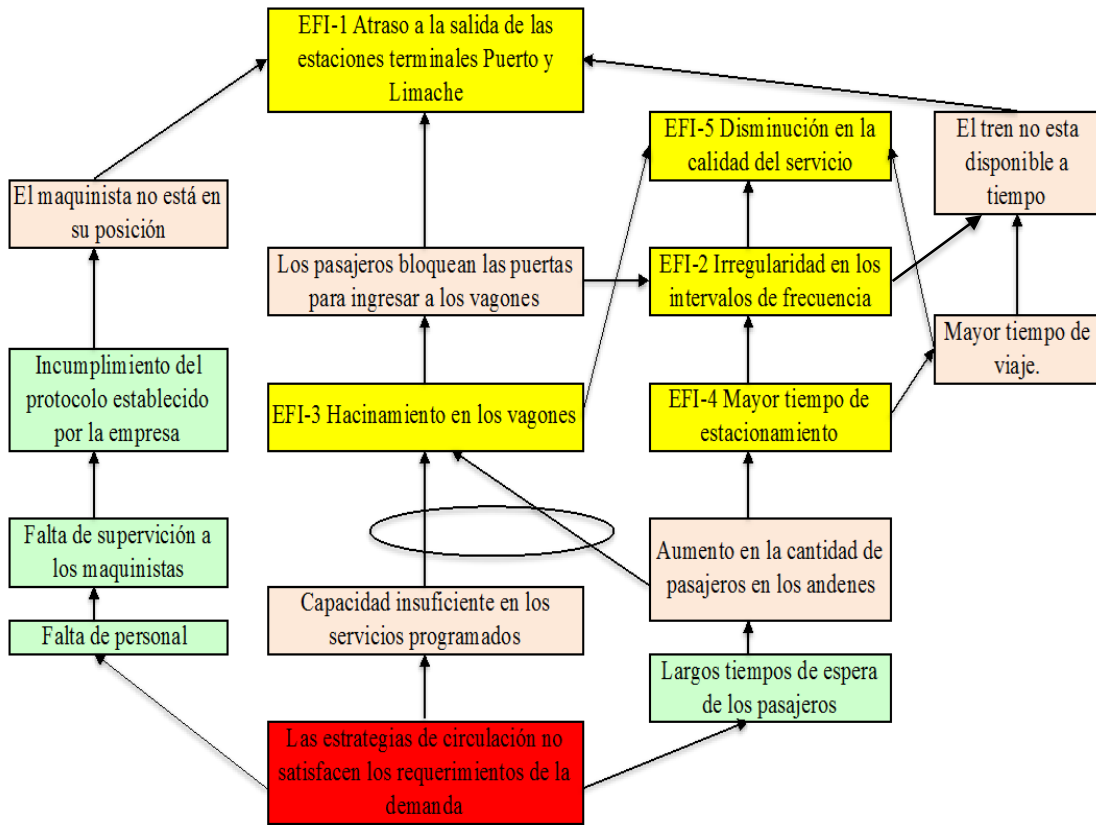 EFI-1 Atraso a la salida de las
estaciones terminales Puerto y
Limache
EFI-5 Disminución en la
calidad del servicio
El tren no esta
disponible a
tiempo
El maquinista no está en
su posición
Los pasajeros bloquean las puertas
para ingresar a los vagones
EFI-2 Irregularidad en los
intervalos de frecuencia
Mayor tiempo de
viaje.
Incumplimiento del
protocolo establecido
por la empresa
EFI-3 Hacinamiento en los vagones
EFI-4 Mayor tiempo de
estacionamiento
Falta de supervición a
los maquinistas
Aumento en la cantidad de
pasajeros en los andenes
Capacidad insuficiente en los
servicios programados
Falta de personal
Largos tiempos de espera
de los pasajeros
Las estrategias de circulación no
satisfacen los requerimientos de la
demanda